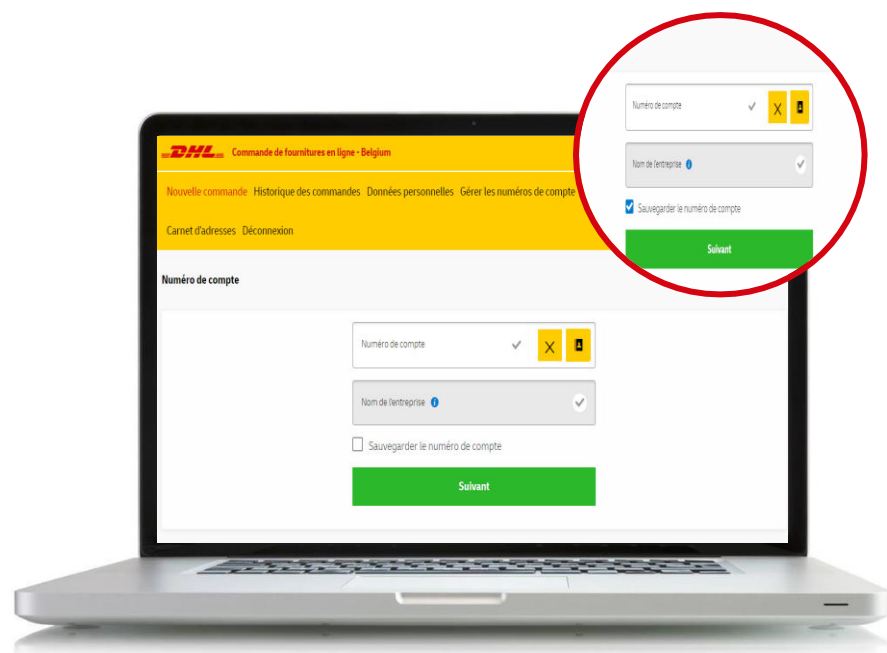 DHL Commande de fournitures en ligne - Belgium
Nouvelle commande Historique des commandes Données personnelles Gérer les numéros de compte
Carnet d'adresses Déconnexion
Numéro de compte
Numéro de compte
Nom de l'entreprise
Sauvegarder le numéro de compte
Suivant
Numéro de compte
Nom de l'entreprise
Sauvegarder le numéro de compte
Suivant